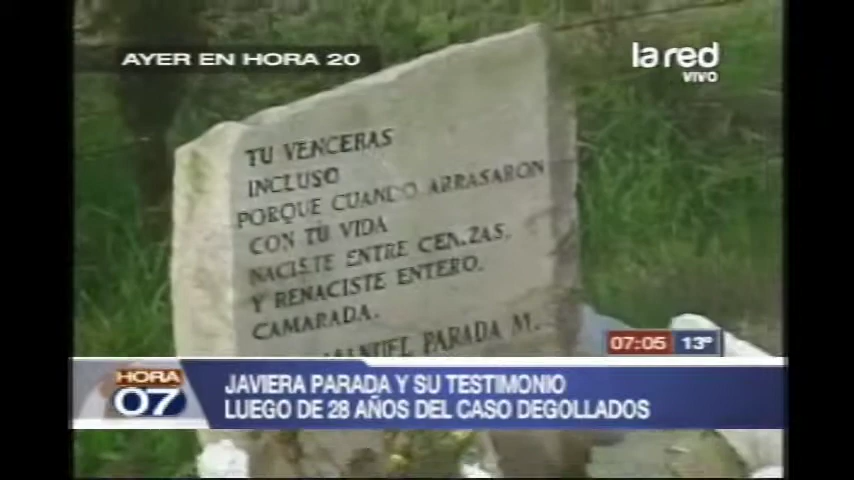 AYER EN HORA 20
la red
VIVO
TU VENCERAS
INCLUSO
PORQUE CUANDO ARRASARON
CON TU VIDA
NACISTE ENTRE CENIZAS,
Y RENACISTE ENTERO,
CAMARADA.
MANUEL PARADA M.
07:05 13º
HORA
07
JAVIERA PARADA Y SU TESTIMONIO
LUEGO DE 28 AÑOS DEL CASO DEGOLLADOS